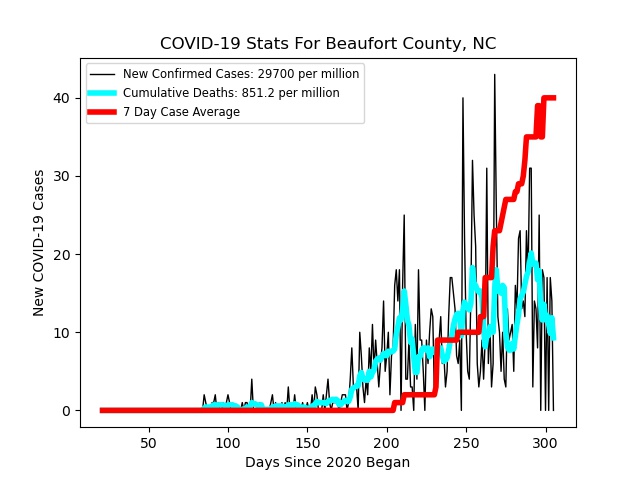 COVID-19 Stats For Beaufort County, NC
New Confirmed Cases: 29700 per million
Cumulative Deaths: 851.2 per million
7 Day Case Average
New COVID-19 Cases
40
30
20
10
0
50 100 150 200 250 300
Days Since 2020 Began